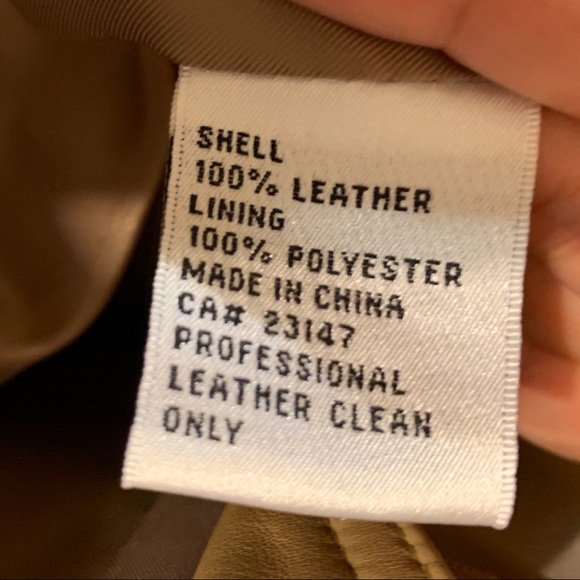 SHELL
100% LEATHER
LINING
100% POLYESTER
MADE IN CHINA
CA# 23147
PROFESSIONAL
LEATHER CLEAN
ONLY